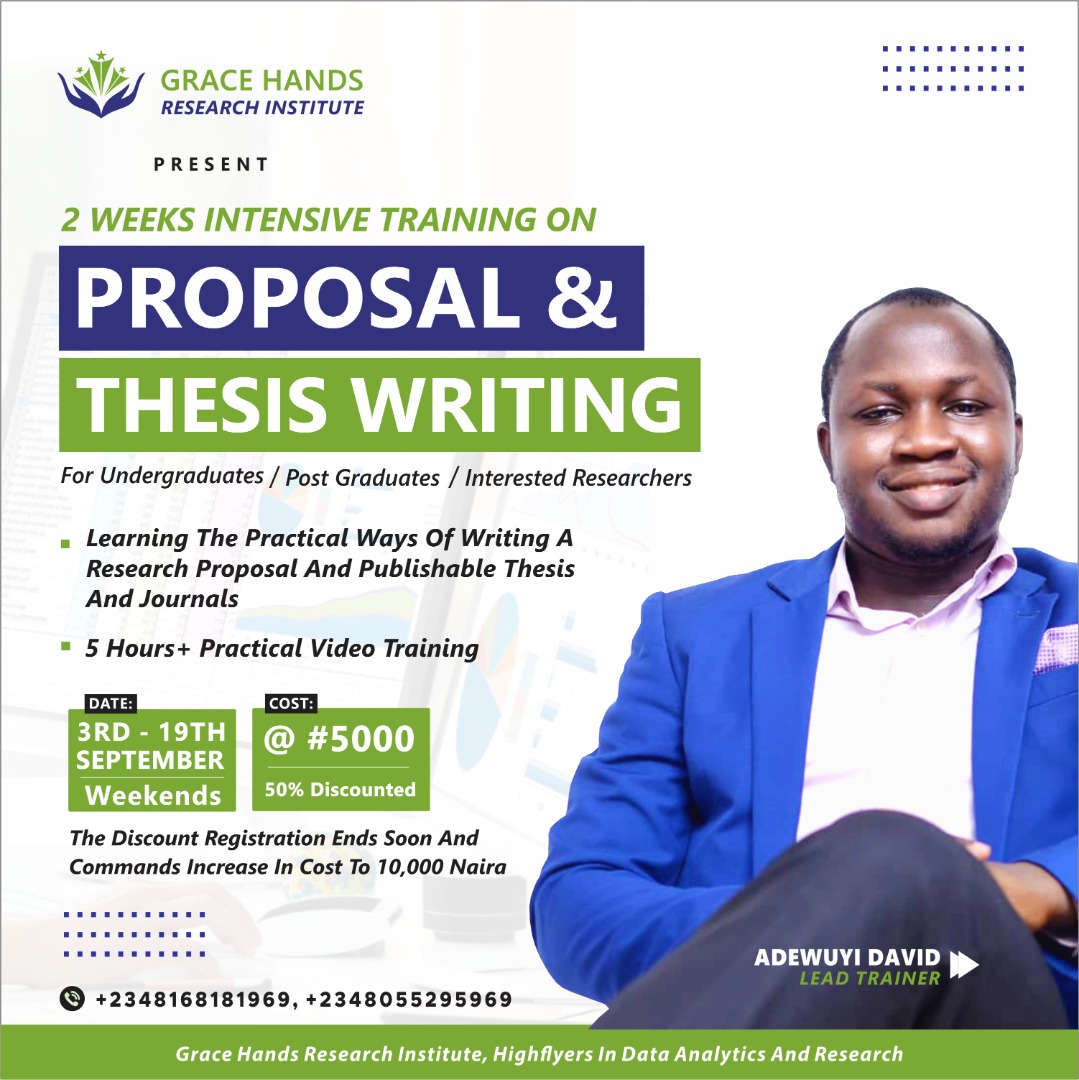 GRACE HANDS
RESEARCH INSTITUTE
PRESENT
2 WEEKS INTENSIVE TRAINING ON
PROPOSAL &
THESIS WRITING
For Undergraduates / Post Graduates / Interested Researchers
Learning The Practical Ways Of Writing A
Research Proposal And Publishable Thesis
And Journals
5 Hours+ Practical Video Training
DATE:
3RD - 19TH
SEPTEMBER
Weekends
COST:
@ #5000
50% Discounted
The Discount Registration Ends Soon And
Commands Increase In Cost To 10,000 Naira
ADEWUYI DAVID
LEAD TRAINER
+2348168181969, +2348055295969
Grace Hands Research Institute, Highflyers In Data Analytics And Research